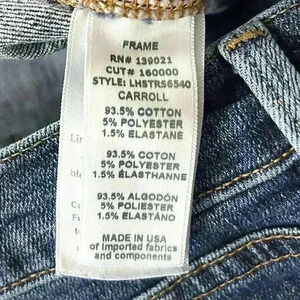 FRAME
RN# 139021
CUT# 160000
STYLE: LHSTRS6540
CARROLL
93.5% COTTON
5% POLYESTER
1.5% ELASTANE
93.5% COTON
5% POLYESTER
1.5% ÉLASTHANNE
93.5% ALGODÓN
5% POLIESTER
1.5% ELASTÁNO
MADE IN USA
of imported fabrics
and components